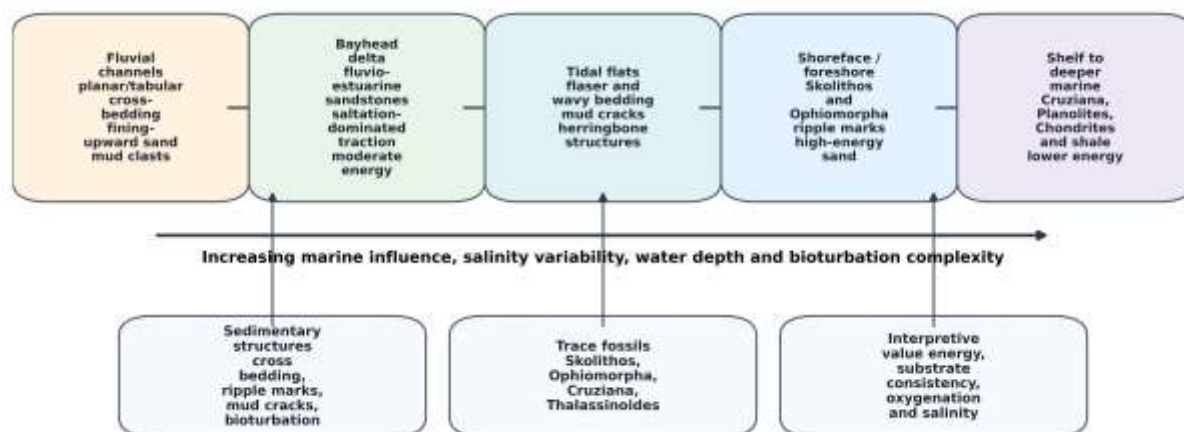 Fluvial
channels
planar/tabular
cross-
bedding
fining-
upward sand
mud clasts
Bayhead
delta
fluvio-
estuarine
sandstones
saltation-
dominated
traction
moderate
energy
Tidal flats
flaser and
wavy bedding
mud cracks
herringbone
structures
Shoreface /
foreshore
Skolithos
and
Ophiomorpha
ripple marks
high-energy
sand
Shelf to
deeper
marine
Cruziana,
Planolites,
Chondrites
and shale
lower energy
Increasing marine influence, salinity variability, water depth and bioturbation complexity
Sedimentary
structures
cross
bedding,
ripple marks,
mud cracks,
bioturbation
Trace fossils
Skolithos,
Ophiomorpha,
Cruziana,
Thalassinoides
Interpretive
value energy,
substrate
consistency,
oxygenation
and salinity